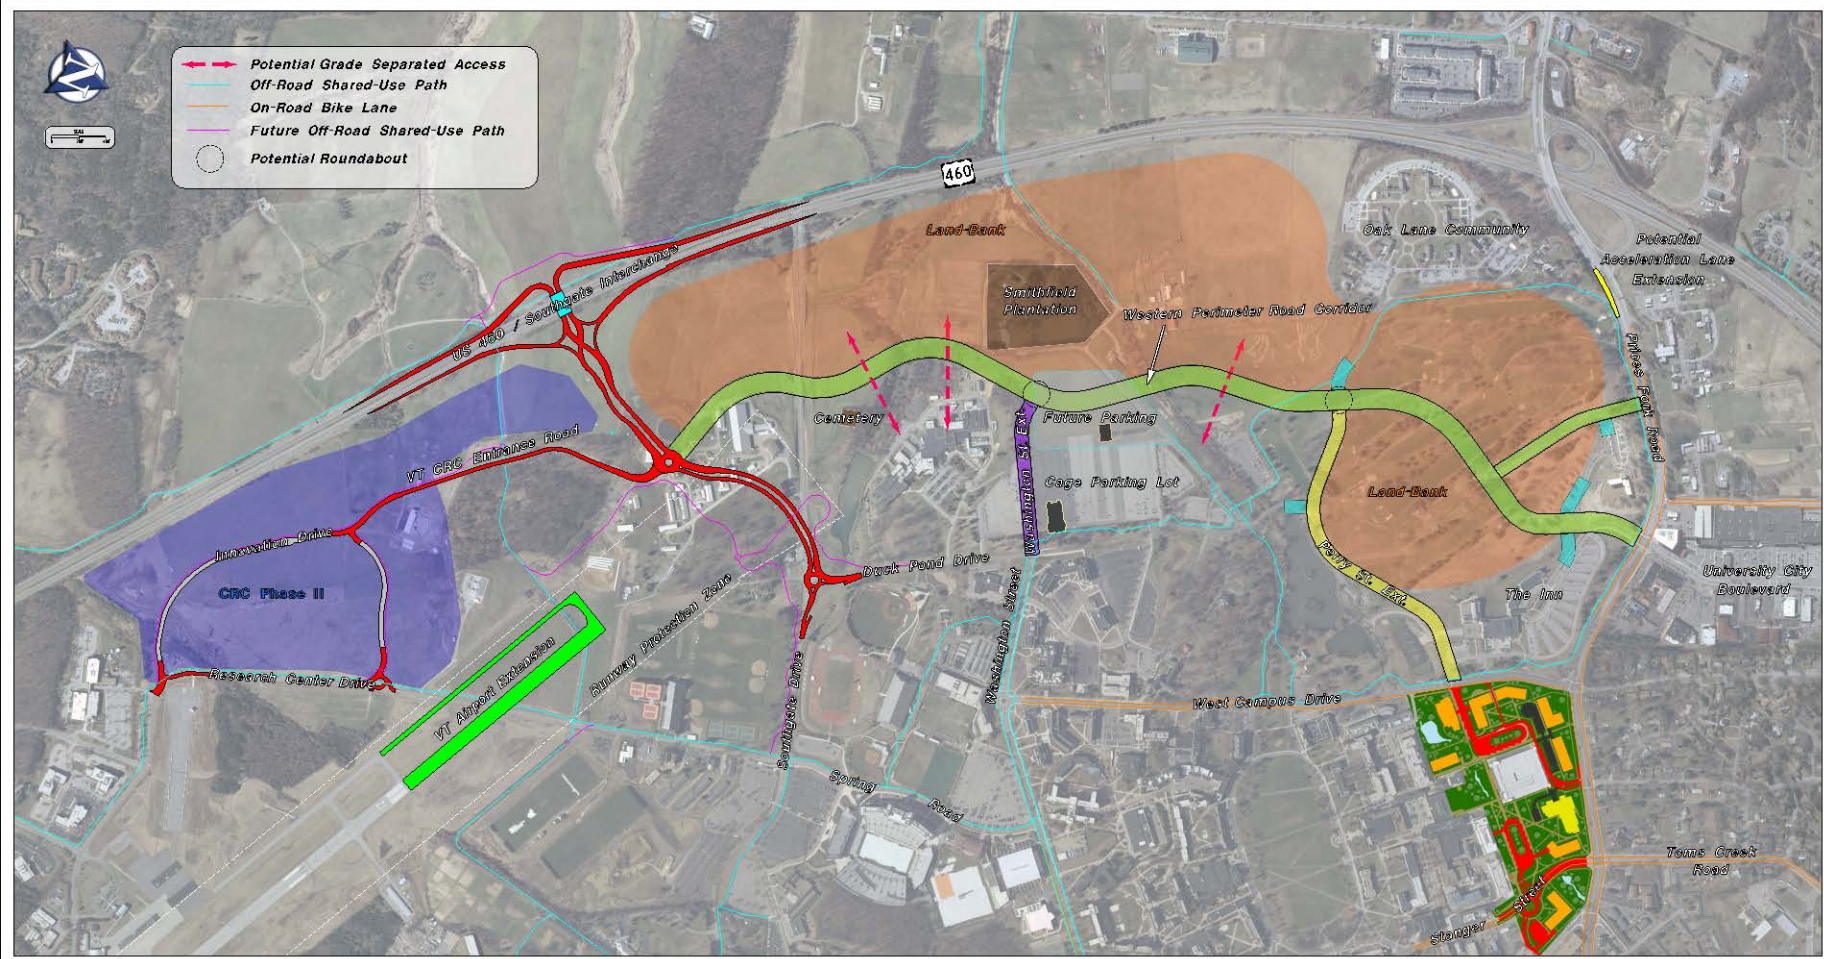 Potential Grade Separated Access
Off-Road Shared-Use Path
On-Road Bike Lane
Future Off-Road Shared-Use Path
Potential Roundabout
N
460
Land-Bank
Oak Lane Community
Potential
Acceleration Lane
Extension
Smithfield
Plantation
Western Perimeter Road Corridor
US 460 / Southgate Interchange
Prices Fork Road
Cemetery
Future Parking
Washington St. Ext.
VT CRC Entrance Road
Cage Parking Lot
Land-Bank
Innovation Drive
Duck Pond Drive
Perry St. Ext.
University City
Boulevard
CRC Phase II
The Inn
Runway Protection Zone
Washington Street
Research Center Drive
VT Airport Extension
West Campus Drive
Southgate Drive
Spring Road
Toms Creek
Road
Stanger Street